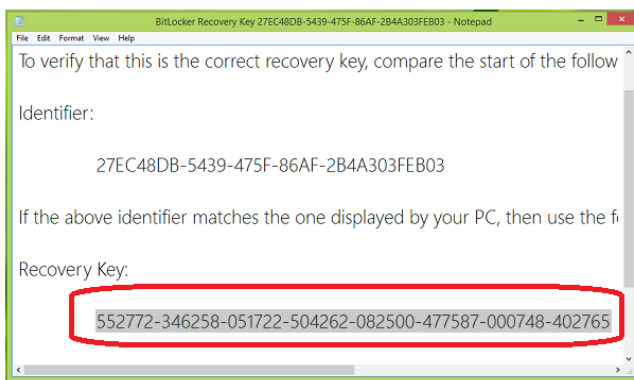 BitLocker Recovery Key 27EC48DB-5439-475F-86AF-2B4A303FEB03 - Notepad
File Edit Format View Help
To verify that this is the correct recovery key, compare the start of the follow
Identifier:
27EC48DB-5439-475F-86AF-2B4A303FEB03
If the above identifier matches the one displayed by your PC, then use the f
Recovery Key:
552772-346258-051722-504262-082500-477587-000748-402765